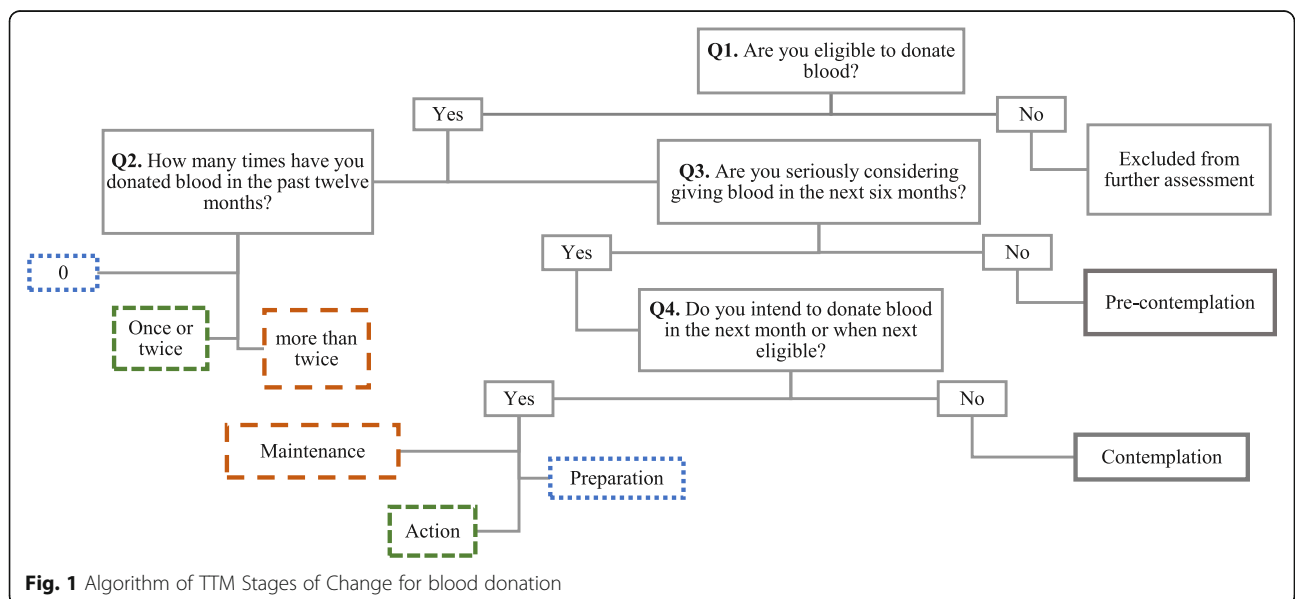 Q1. Are you eligible to donate
blood?
Yes
No
Q2. How many times have you
donated blood in the past twelve
months?
Q3. Are you seriously considering
giving blood in the next six months?
Excluded from
further assessment
0
Yes
No
Once or
twice
more than
twice
Q4. Do you intend to donate blood
in the next month or when next
eligible?
Pre-contemplation
Yes
No
Maintenance
Preparation
Contemplation
Action
Fig. 1 Algorithm of TTM Stages of Change for blood donation